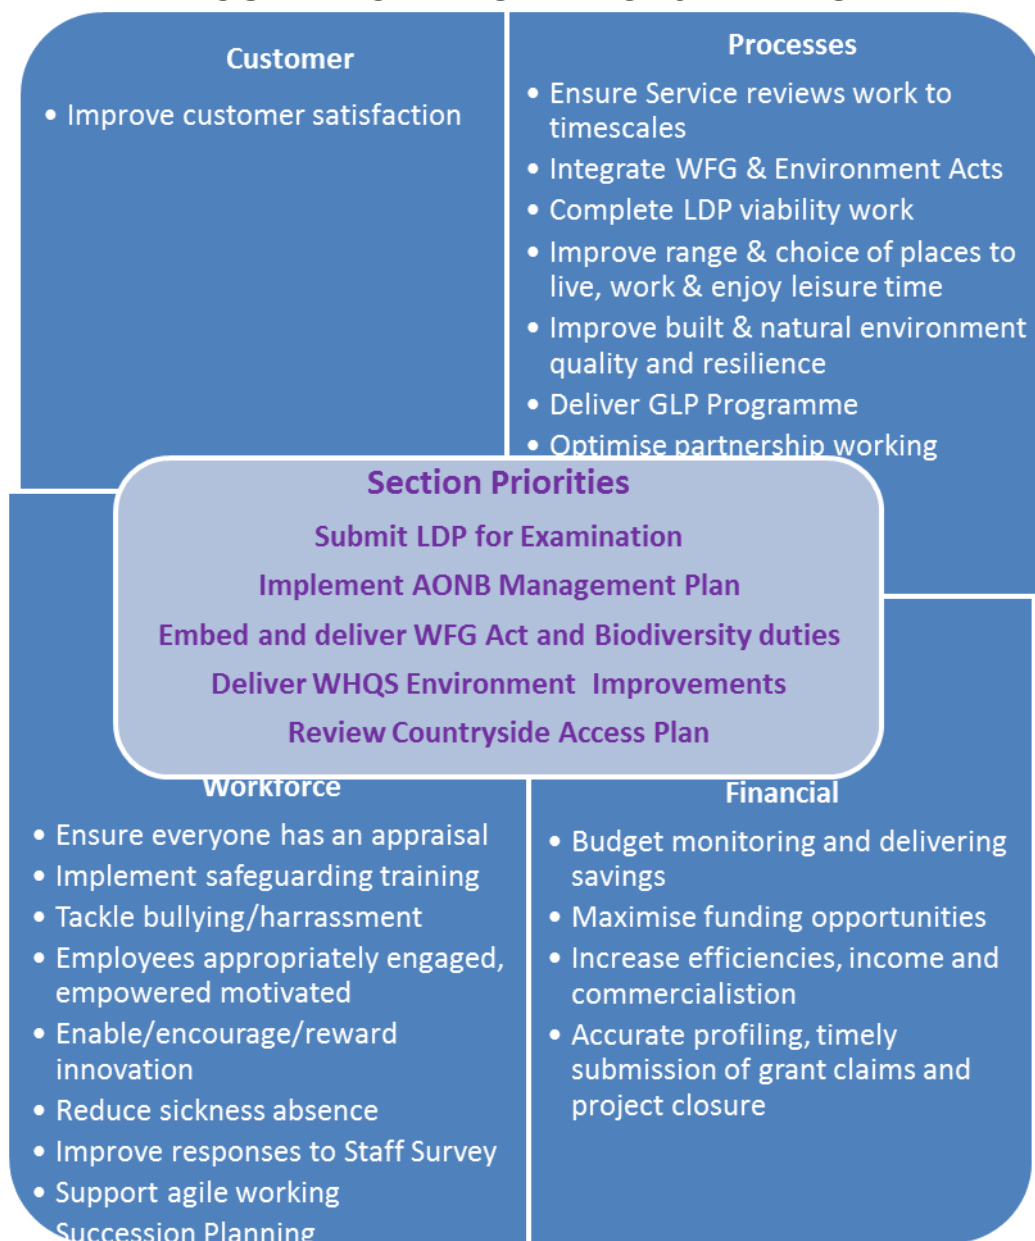 Customer
• Improve customer satisfaction
Processes
• Ensure Service reviews work to
timescales
• Integrate WFG & Environment Acts
• Complete LDP viability work
• Improve range & choice of places to
live, work & enjoy leisure time
• Improve built & natural environment
quality and resilience
• Deliver GLP Programme
• Optimise partnership working
Section Priorities
Submit LDP for Examination
Implement AONB Management Plan
Embed and deliver WFG Act and Biodiversity duties
Deliver WHQS Environment Improvements
Review Countryside Access Plan
Workforce
• Ensure everyone has an appraisal
• Implement safeguarding training
• Tackle bullying/harrassment
• Employees appropriately engaged,
empowered motivated
• Enable/encourage/reward
innovation
• Reduce sickness absence
• Improve responses to Staff Survey
• Support agile working
Succession Planning
Financial
• Budget monitoring and delivering
savings
• Maximise funding opportunities
• Increase efficiencies, income and
commercialistion
• Accurate profiling, timely
submission of grant claims and
project closure